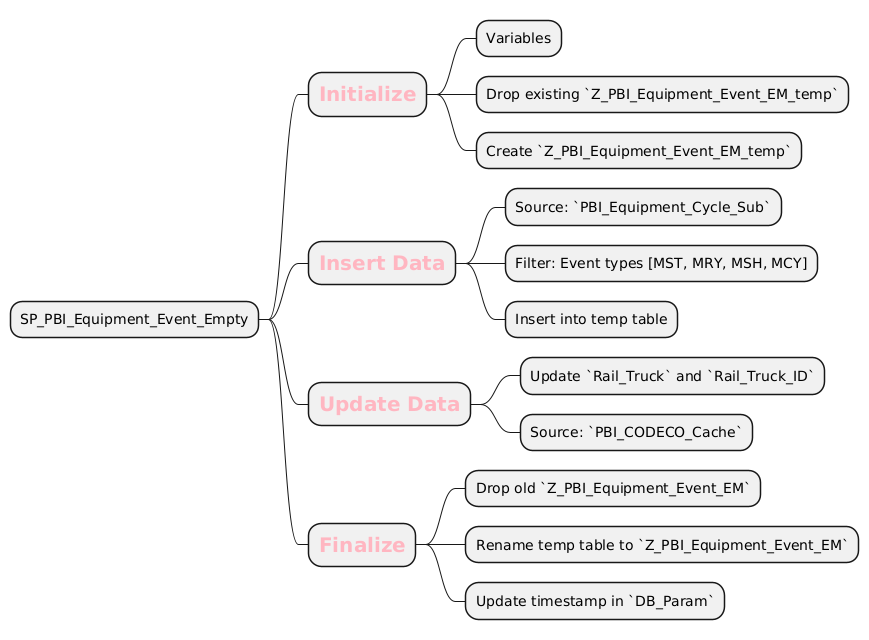 SP_PBI_Equipment_Event_Empty
Initialize
Variables
Drop existing `Z_PBI_Equipment_Event_EM_temp`
Create `Z_PBI_Equipment_Event_EM_temp`
Insert Data
Source: `PBI_Equipment_Cycle_Sub`
Filter: Event types [MST, MRY, MSH, MCY]
Insert into temp table
Update Data
Update `Rail_Truck` and `Rail_Truck_ID`
Source: `PBI_CODECO_Cache`
Finalize
Drop old `Z_PBI_Equipment_Event_EM`
Rename temp table to `Z_PBI_Equipment_Event_EM`
Update timestamp in `DB_Param`